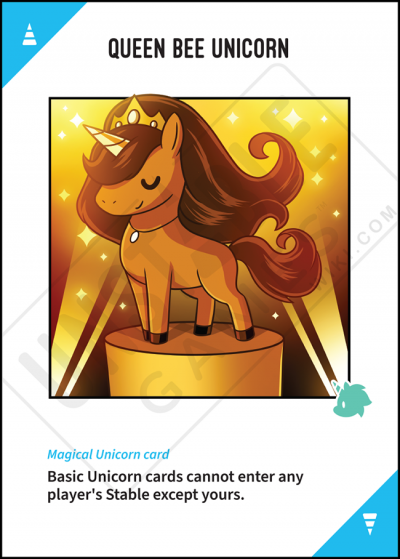 QUEEN BEE UNICORN
Magical Unicorn card
Basic Unicorn cards cannot enter any
player's Stable except yours.